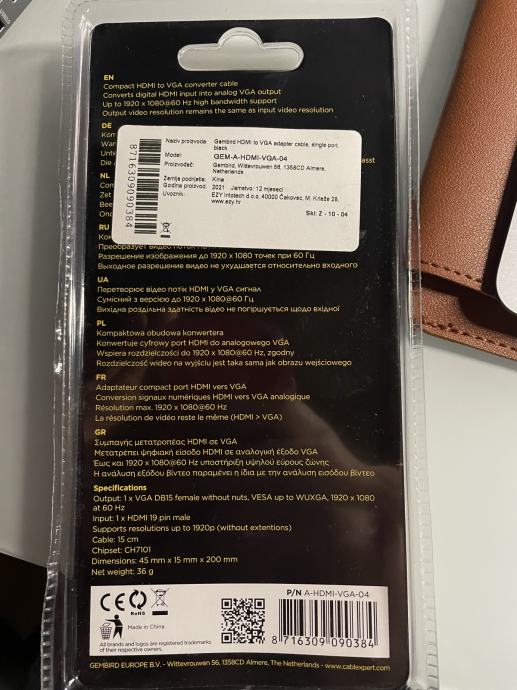 EN
Compact HDMI to VGA converter cable
Converts digital HDMI input into analog VGA output
Up to 1920 x 1080@60 Hz high bandwidth support
Output video resolution remains the same as input video resolution
DE
Kom
8716309090384
Naziv proizvoda: Gembird HDMI to VGA adapter cable, single port, black
Model: GEM-A-HDMI-VGA-04
Proizvođač: Gembird, Wittevrouwen 56, 1358CD Almere, Netherlands
Zemlja podrijetla: Kina
Godina proizvod. 2021 Jamstvo: 12 mjeseci
Uvoznik: EZY Infotech d.o.o, 40000 Čakovec, M. Krleže 28, www.ezy.hr
Skl: Z - 10 - 04
NL
Com
Zet
Bee
RU
Преобразует видео
Разрешение изображения до 1920 x 1080 точек при 60 Гц
Выходное разрешение видео не ухудшается относительно входного
UA
Перетворює відео потік HDMI у VGA сигнал
Сумісний з версією до 1920 x 1080@60 Гц
Вихідна роздільна здатність відео не погіршується щодо вхідної
PL
Kompaktowa obudowa konwertera
Konwertuje cyfrowy port HDMI do analogowego VGA
Wspiera rozdzielczości do 1920 x 1080@60 Hz, zgodny
Rozdzielczość wideo na wyjściu jest taka sama jak obrazu wejściowego
FR
Adaptateur compact port HDMI vers VGA
Conversion signaux numériques HDMI vers VGA analogique
Résolution max. 1920 x 1080@60 Hz
La résolution de video reste le même (HDMI > VGA)
GR
Συμπαγής μετατροπέας HDMI σε VGA
Μετατρέπει ψηφιακή είσοδο HDMI σε αναλογική έξοδο VGA
Έως και 1920 x 1080@60 Hz υποστήριξη υψηλού εύρους ζώνης
Η ανάλυση εξόδου βίντεο παραμένει η ίδια με την ανάλυση εισόδου βίντεο
Specifications
Output: 1 x VGA DB15 female without nuts, VESA up to WUXGA, 1920 x 1080
at 60 Hz
Input: 1 x HDMI 19 pin male
Supports resolutions up to 1920p (without extentions)
Cable: 15 cm
Chipset: CH7101
Dimensions: 45 mm x 15 mm x 200 mm
Net weight: 36 g
CE RoHS
Made in China
All brands and logos are registered trademarks
of their respective owners.
P/N A-HDMI-VGA-04
8 716309 090384
GEMBIRD EUROPE B.V. - Wittevrouwen 56, 1358CD Almere, The Netherlands - www.cablexpert.com